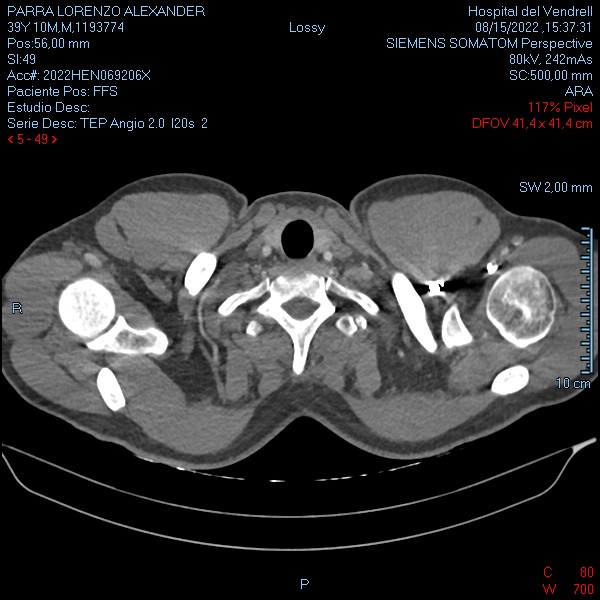 PARRA LORENZO ALEXANDER
39Y 10M,M,1193774
Pos:56,00 mm
SI:49
Acc#: 2022HEN069206X
Paciente Pos: FFS
Estudio Desc:
Serie Desc: TEP Angio 2.0 I20s 2
< 5 - 49 >
Lossy
Hospital del Vendrell
08/15/2022 ,15:37:31
SIEMENS SOMATOM Perspective
80kV, 242mAs
SC:500,00 mm
ARA
117% Pixel
DFOV 41,4 x 41,4 cm
SW 2,00 mm
R
10 cm
P
C 80
W 700